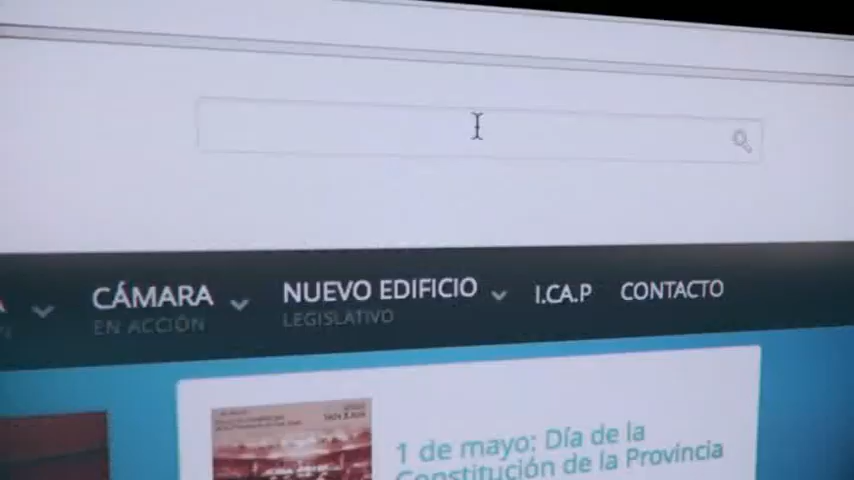 CÁMARA
EN ACCIÓN
NUEVO EDIFICIO
LEGISLATIVO
I.CA.P
CONTACTO
1 de mayo: Día de la
Constitución de la Provincia